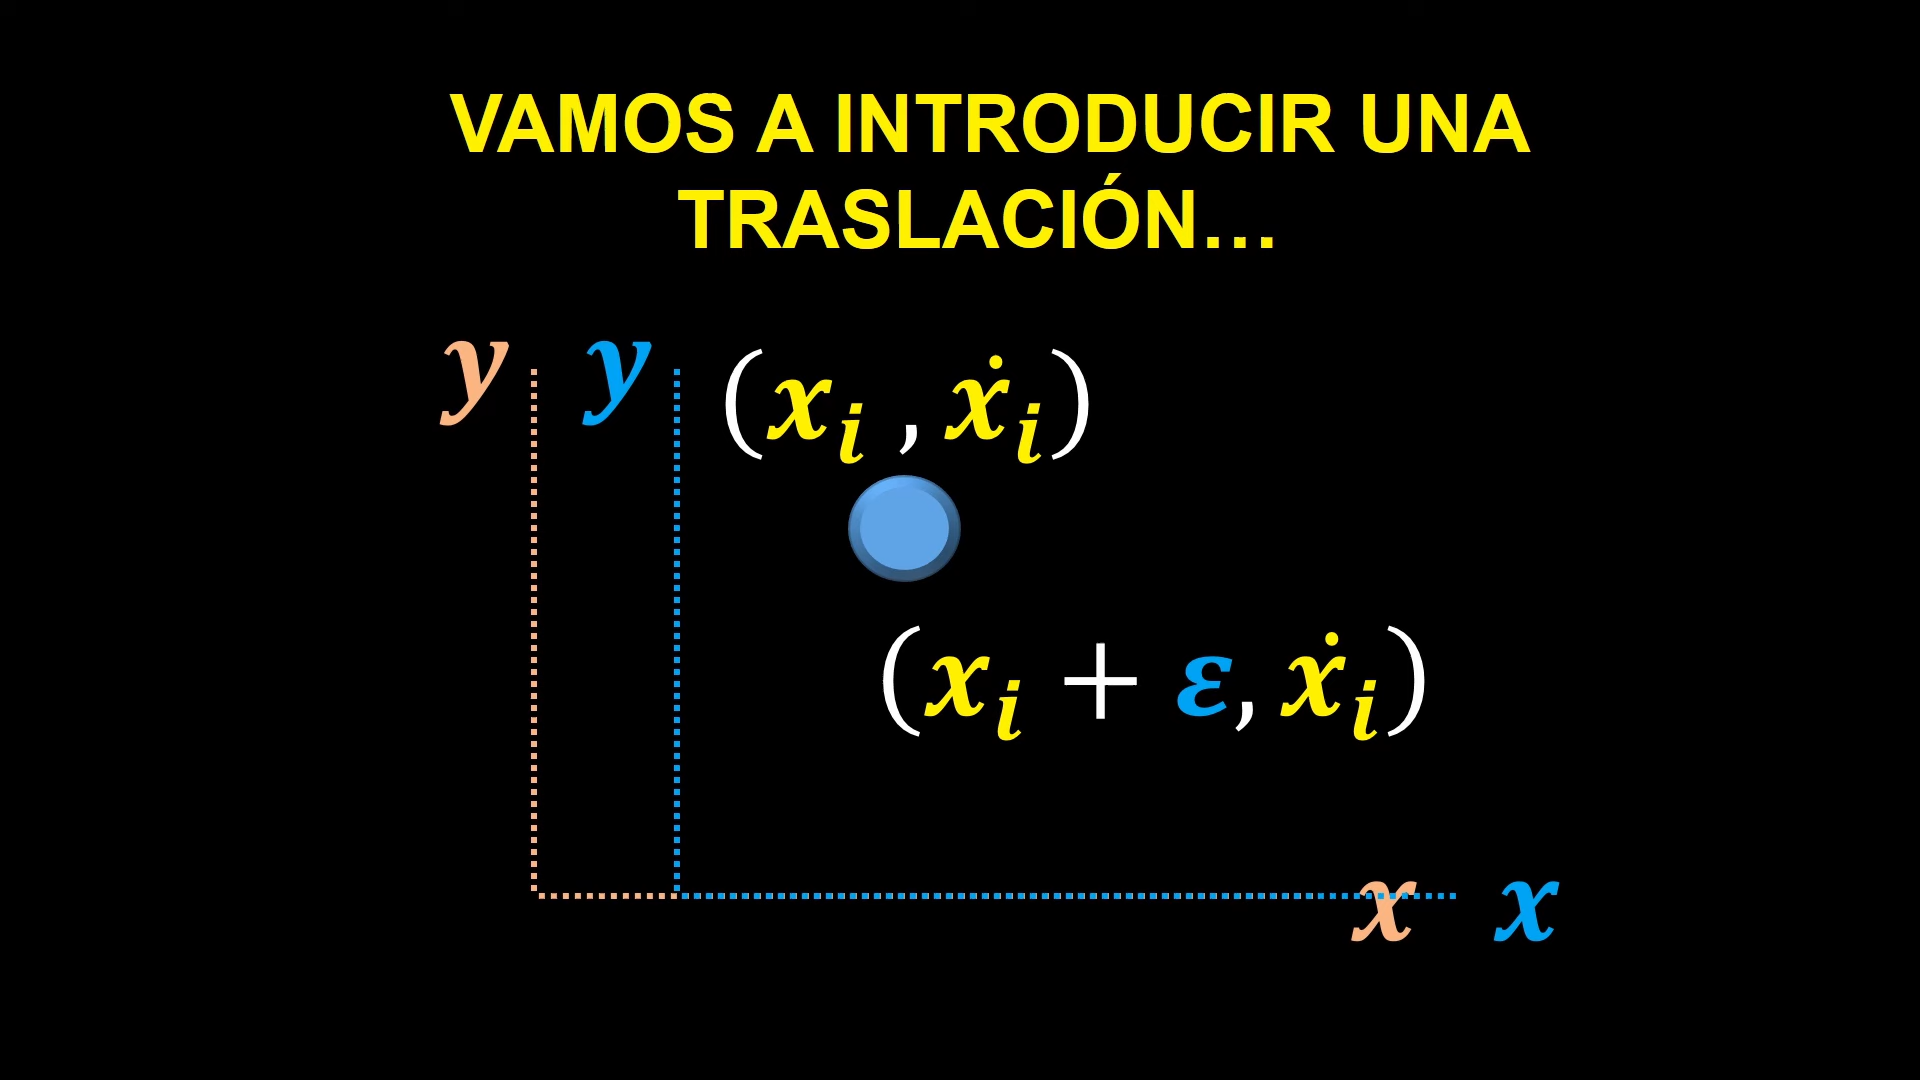 VAMOS A INTRODUCIR UNA
TRASLACIÓN…
y y (xᵢ , ẋᵢ)
(xᵢ + ε, ẋᵢ)
x x